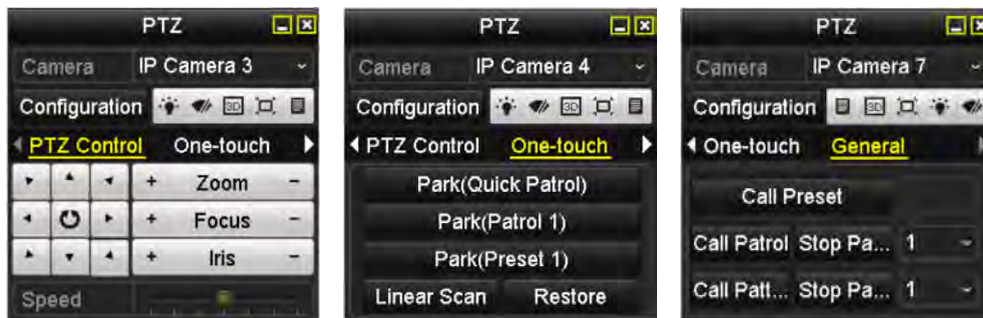 PTZ
Camera IP Camera 3
Configuration 3D
PTZ Control One-touch
+ Zoom -
+ Focus -
+ Iris -
Speed
PTZ
Camera IP Camera 4
Configuration 3D
PTZ Control One-touch
Park(Quick Patrol)
Park(Patrol 1)
Park(Preset 1)
Linear Scan Restore
PTZ
Camera IP Camera 7
Configuration 3D
One-touch General
Call Preset
Call Patrol Stop Pa... 1
Call Patt... Stop Pa... 1